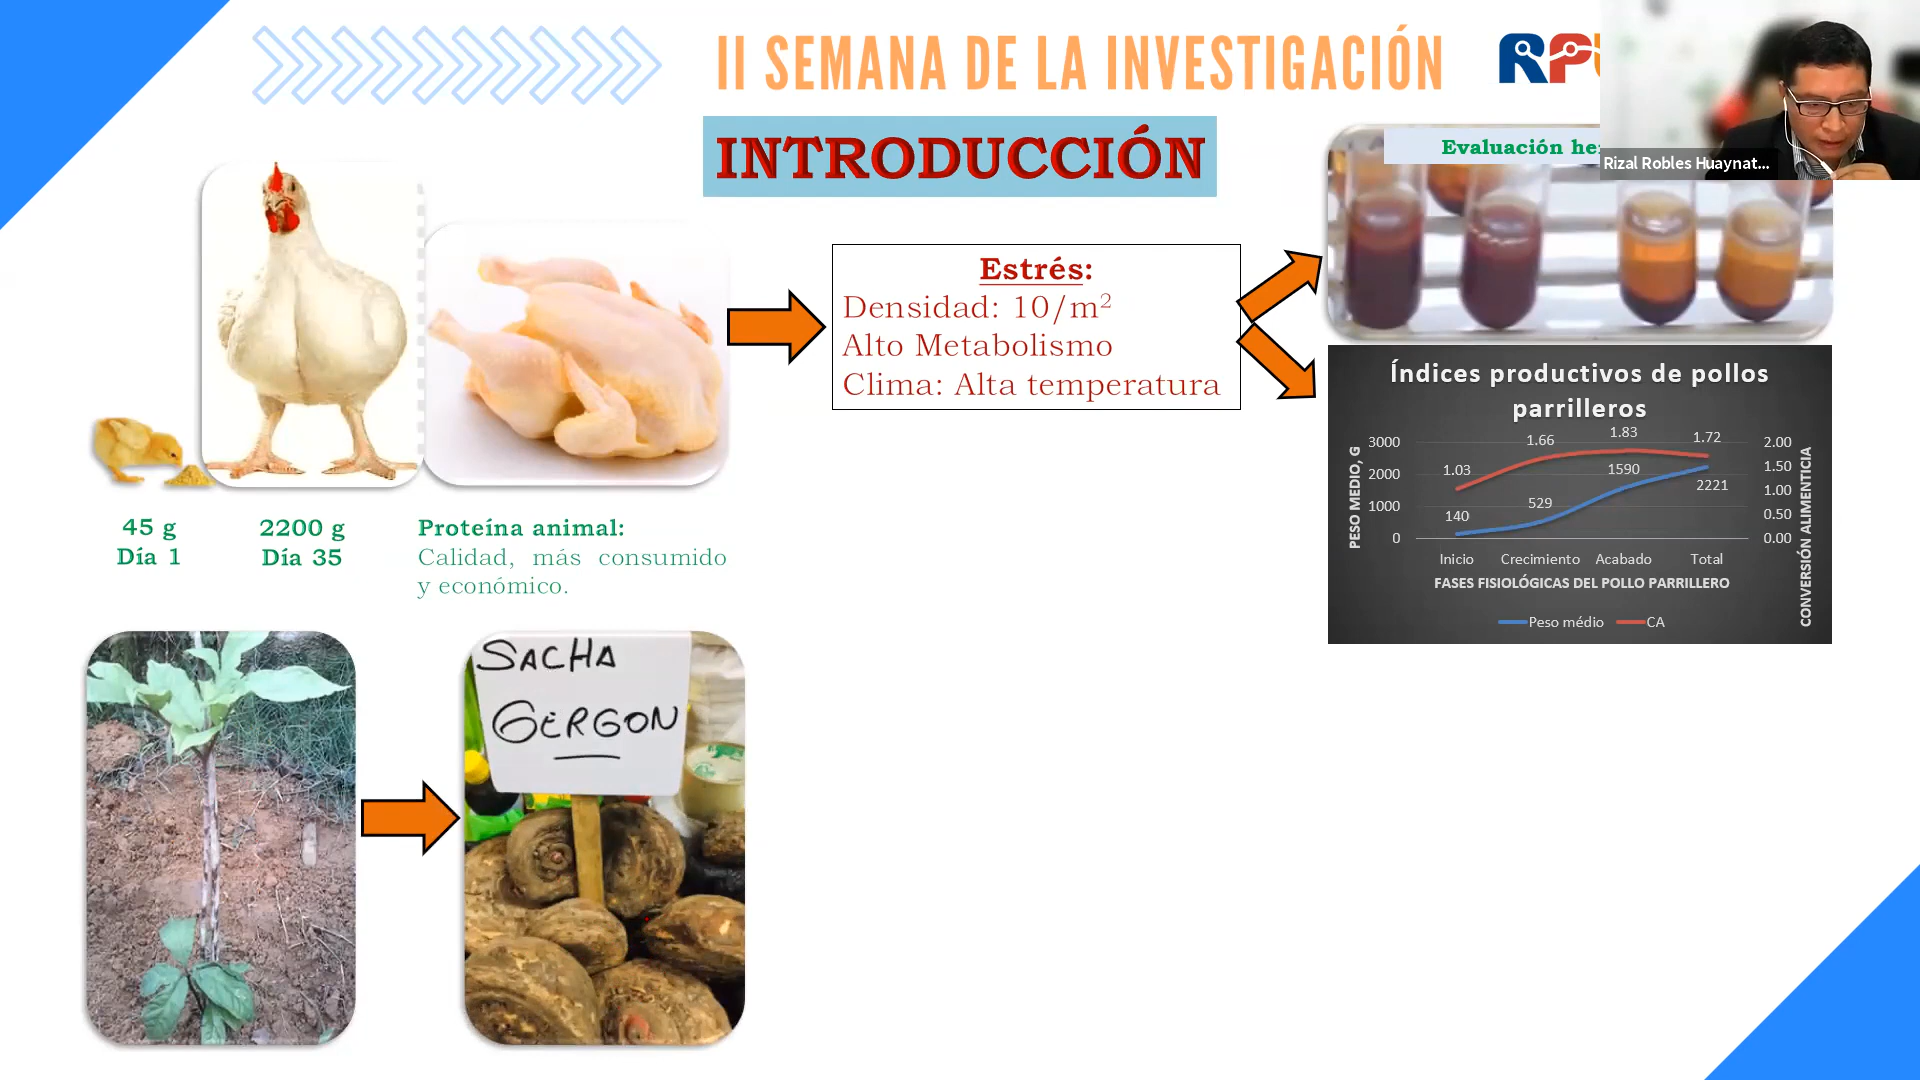 II SEMANA DE LA INVESTIGACIÓN
INTRODUCCIÓN
Rizal Robles Huaynat...
Evaluación
Estrés:
Densidad: 10/m²
Alto Metabolismo
Clima: Alta temperatura
45 g
Día 1
2200 g
Día 35
Proteína animal:
Calidad, más consumido
y económico.
Índices productivos de pollos
parrilleros
PESO MEDIO, G
3000
2000
1000
0
1.03
1.66
1.83
1.72
140
529
1590
2221
2.00
1.50
1.00
0.50
0.00
CONVERSIÓN ALIMENTICIA
Inicio
Crecimiento
Acabado
Total
FASES FISIOLÓGICAS DEL POLLO PARRILLERO
Peso médio
CA
SACHA
GERGON